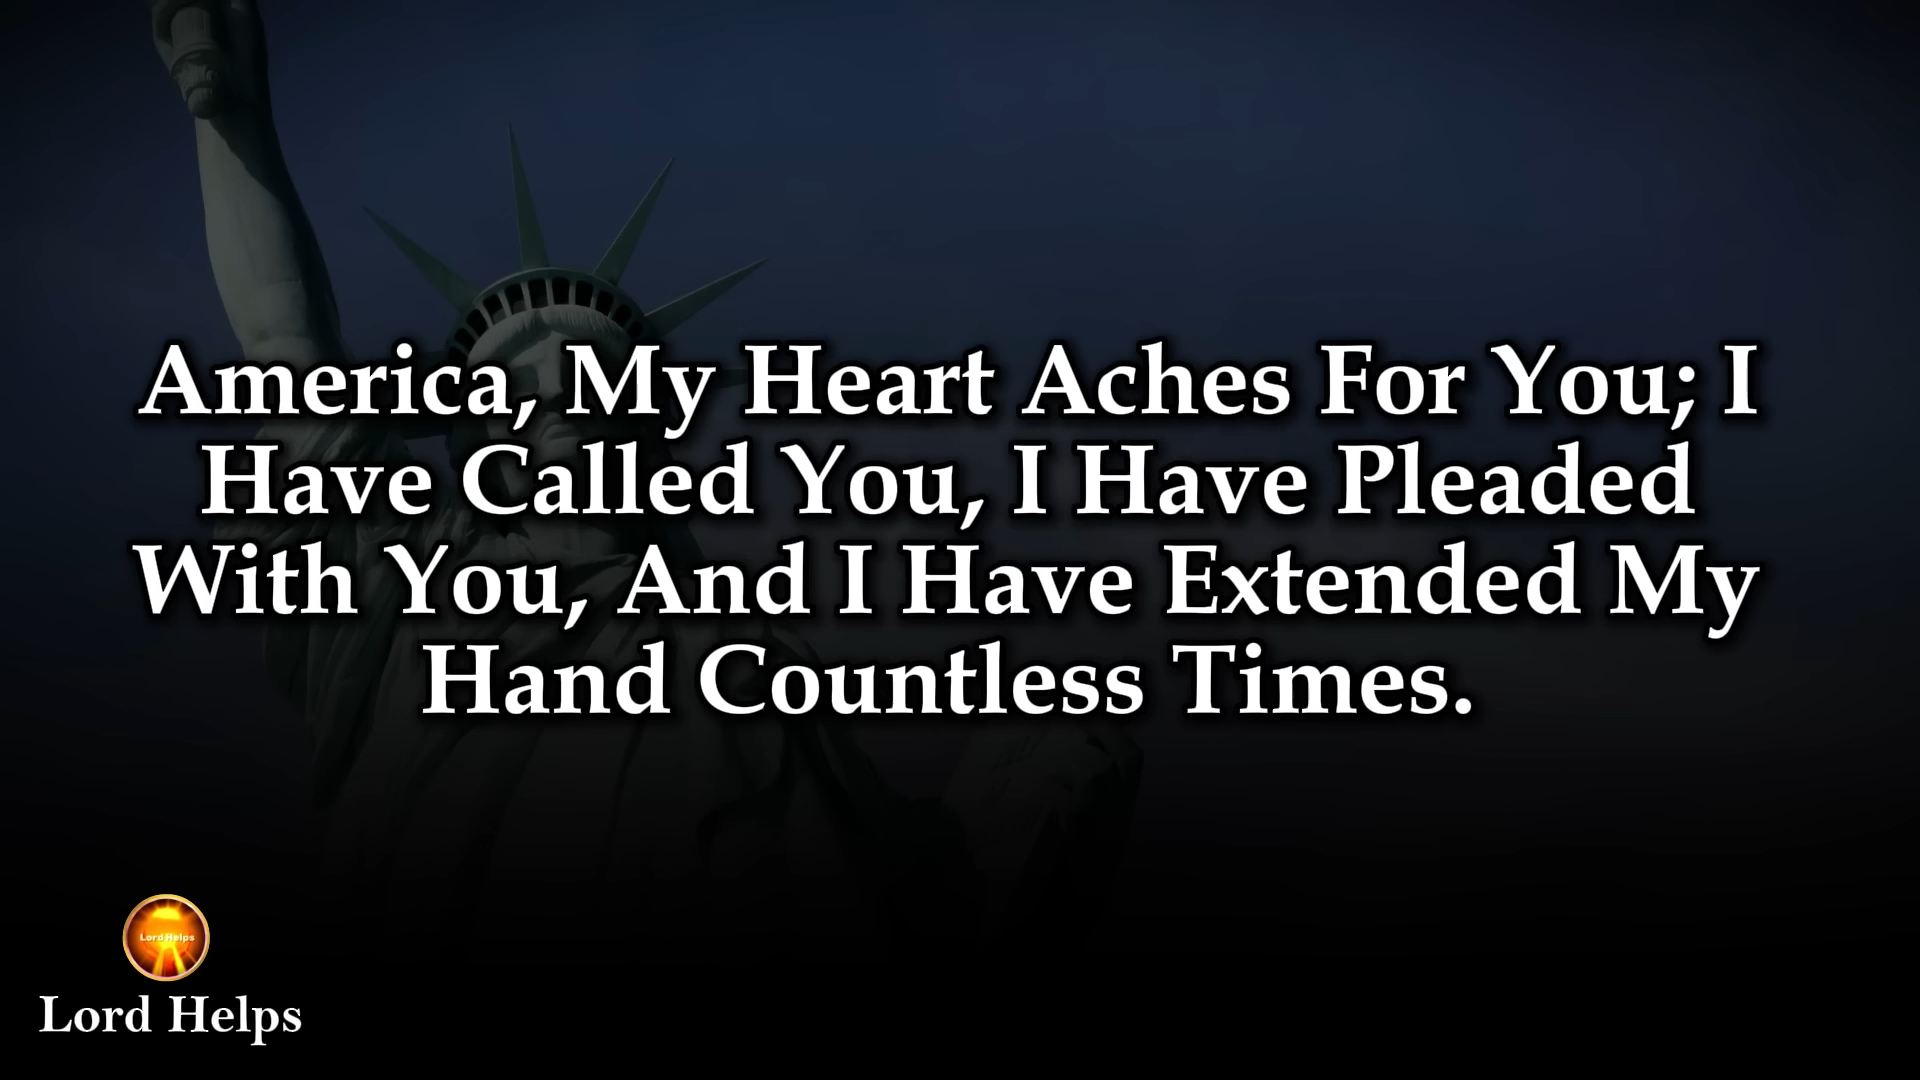 America, My Heart Aches For You; I
Have Called You, I Have Pleaded
With You, And I Have Extended My
Hand Countless Times.
Lord Helps
Lord Helps